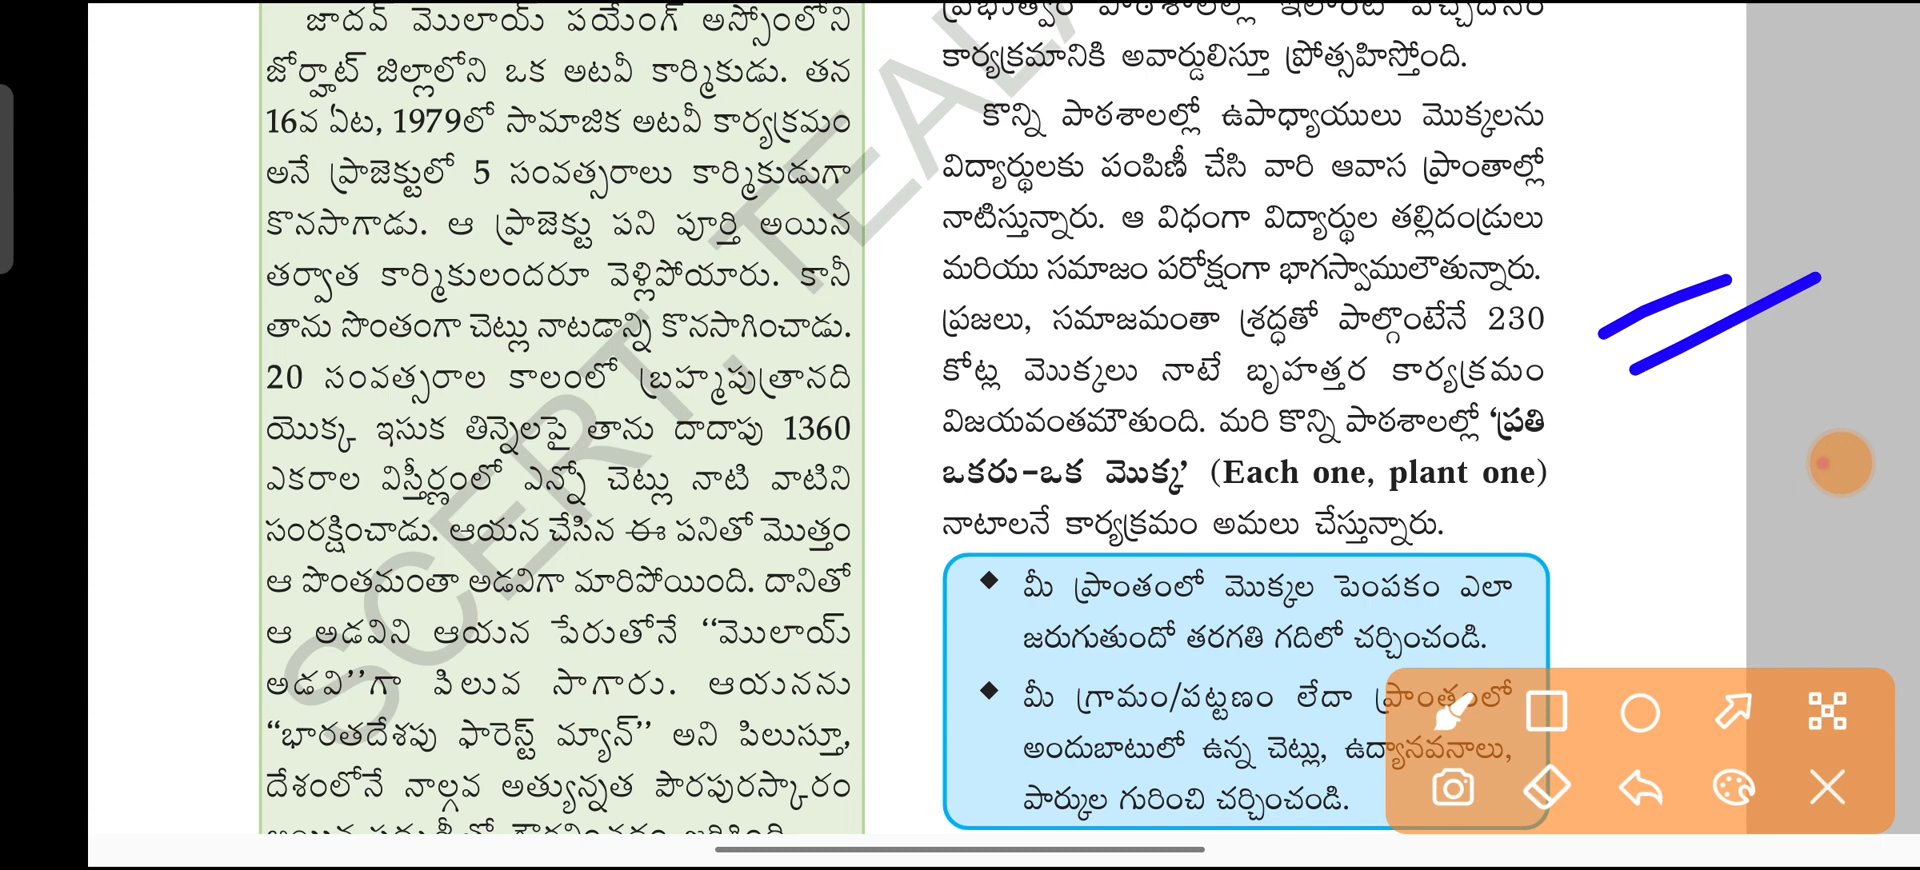 జాదవ్ మొలాయ్ పయేంగ్ అస్సోంలోని
జోర్హాట్ జిల్లాలోని ఒక అటవీ కార్మికుడు. తన
16వ ఏట, 1979లో సామాజిక అటవీ కార్యక్రమం
అనే ప్రాజెక్టులో 5 సంవత్సరాలు కార్మికుడుగా
కొనసాగాడు. ఆ ప్రాజెక్టు పని పూర్తి అయిన
తర్వాత కార్మికులందరూ వెళ్లిపోయారు. కానీ
తాను సొంతంగా చెట్లు నాటడాన్ని కొనసాగించాడు.
20 సంవత్సరాల కాలంలో బ్రహ్మపుత్రానది
యొక్క ఇసుక తిన్నెలపై తాను దాదాపు 1360
ఎకరాల విస్తీర్ణంలో ఎన్నో చెట్లు నాటి వాటిని
సంరక్షించాడు. ఆయన చేసిన ఈ పనితో మొత్తం
ఆ ప్రాంతమంతా అడవిగా మారిపోయింది. దానితో
ఆ అడవిని ఆయన పేరుతోనే “మొలాయ్
అడవి”గా పిలువ సాగారు. ఆయనను
“భారతదేశపు ఫారెస్ట్ మ్యాన్” అని పిలుస్తూ,
దేశంలోనే నాల్గవ అత్యున్నత పౌరపురస్కారం
కార్యక్రమానికి అవార్డులిస్తూ ప్రోత్సహిస్తోంది.
కొన్ని పాఠశాలల్లో ఉపాధ్యాయులు మొక్కలను
విద్యార్థులకు పంపిణీ చేసి వారి ఆవాస ప్రాంతాల్లో
నాటిస్తున్నారు. ఆ విధంగా విద్యార్థుల తల్లిదండ్రులు
మరియు సమాజం పరోక్షంగా భాగస్వాములౌతున్నారు.
ప్రజలు, సమాజమంతా శ్రద్ధతో పాల్గొంటేనే 230
కోట్ల మొక్కలు నాటే బృహత్తర కార్యక్రమం
విజయవంతమౌతుంది. మరి కొన్ని పాఠశాలల్లో ‘ప్రతి
ఒకరు-ఒక మొక్క’ (Each one, plant one)
నాటాలనే కార్యక్రమం అమలు చేస్తున్నారు.
◆ మీ ప్రాంతంలో మొక్కల పెంపకం ఎలా
జరుగుతుందో తరగతి గదిలో చర్చించండి.
◆ మీ గ్రామం/పట్టణం లేదా ప్రాంతంలో
అందుబాటులో ఉన్న చెట్లు, ఉద్యానవనాలు,
పార్కుల గురించి చర్చించండి.
SCERT, TEALA